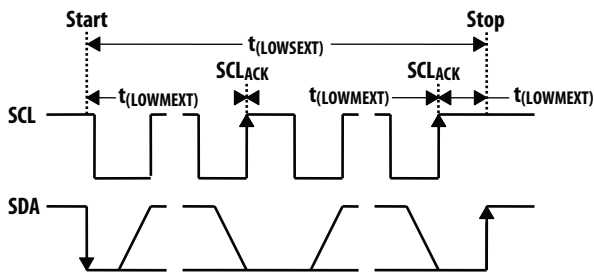 Start Stop
t(LOWSEXT)
SCLACK SCLACK
t(LOWMEXT) t(LOWMEXT) t(LOWMEXT)
SCL
SDA